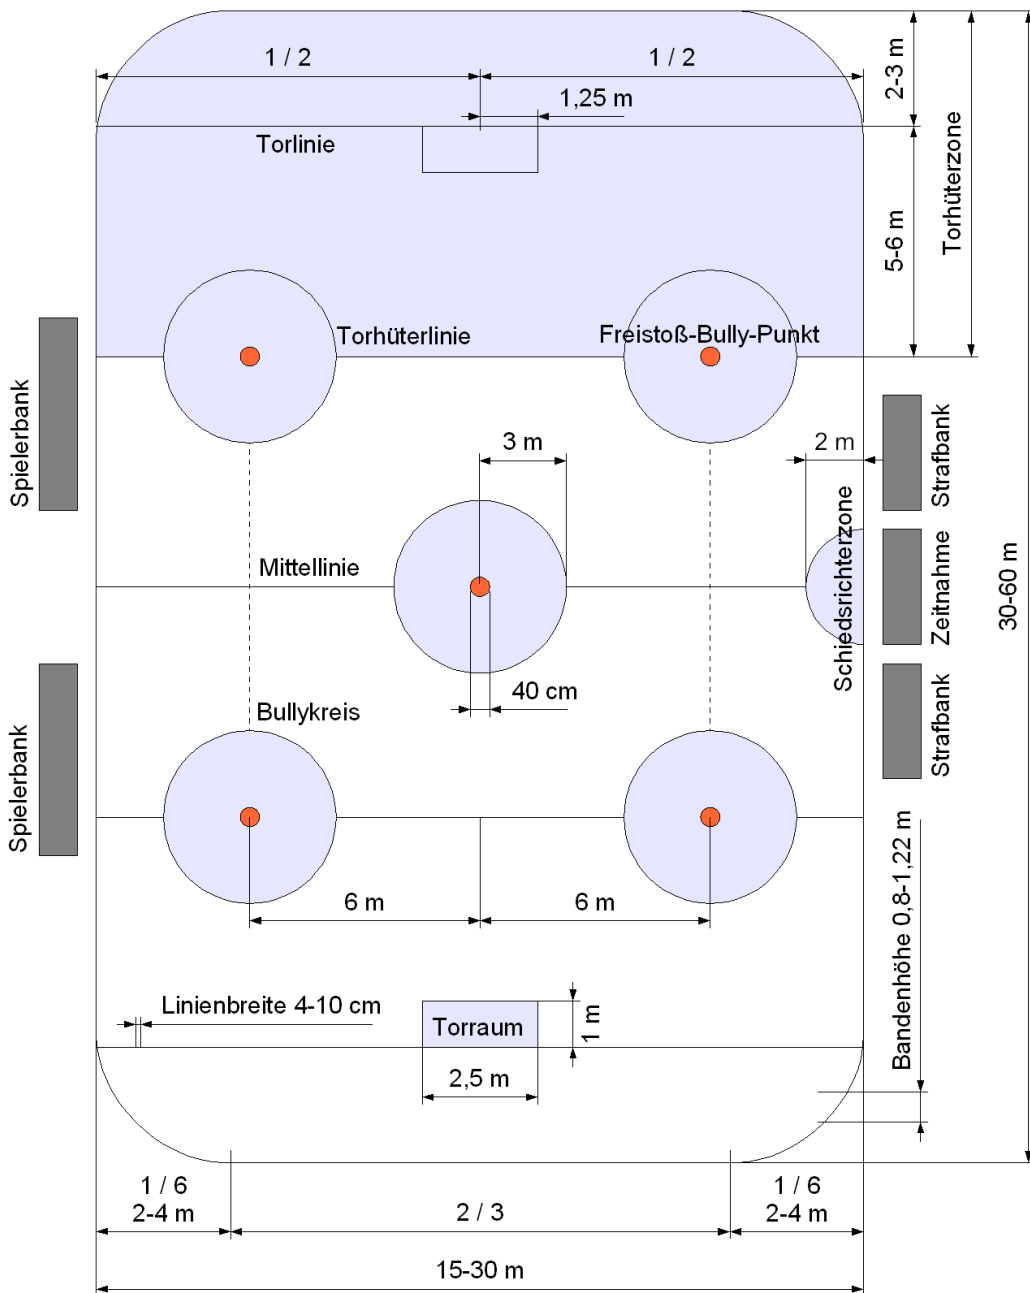 1 / 2
1 / 2
2-3 m
1,25 m
Torlinie
Torhüterzone
5-6 m
Torhüterlinie
Freistoß-Bully-Punkt
Spielerbank
3 m
2 m
Strafbank
Schiedsrichterzone
Mittellinie
Zeitnahme
30-60 m
40 cm
Bullykreis
Strafbank
Spielerbank
6 m
6 m
Bandenhöhe 0,8-1,22 m
Linienbreite 4-10 cm
Torraum
1 m
2,5 m
1 / 6
2-4 m
2 / 3
1 / 6
2-4 m
15-30 m